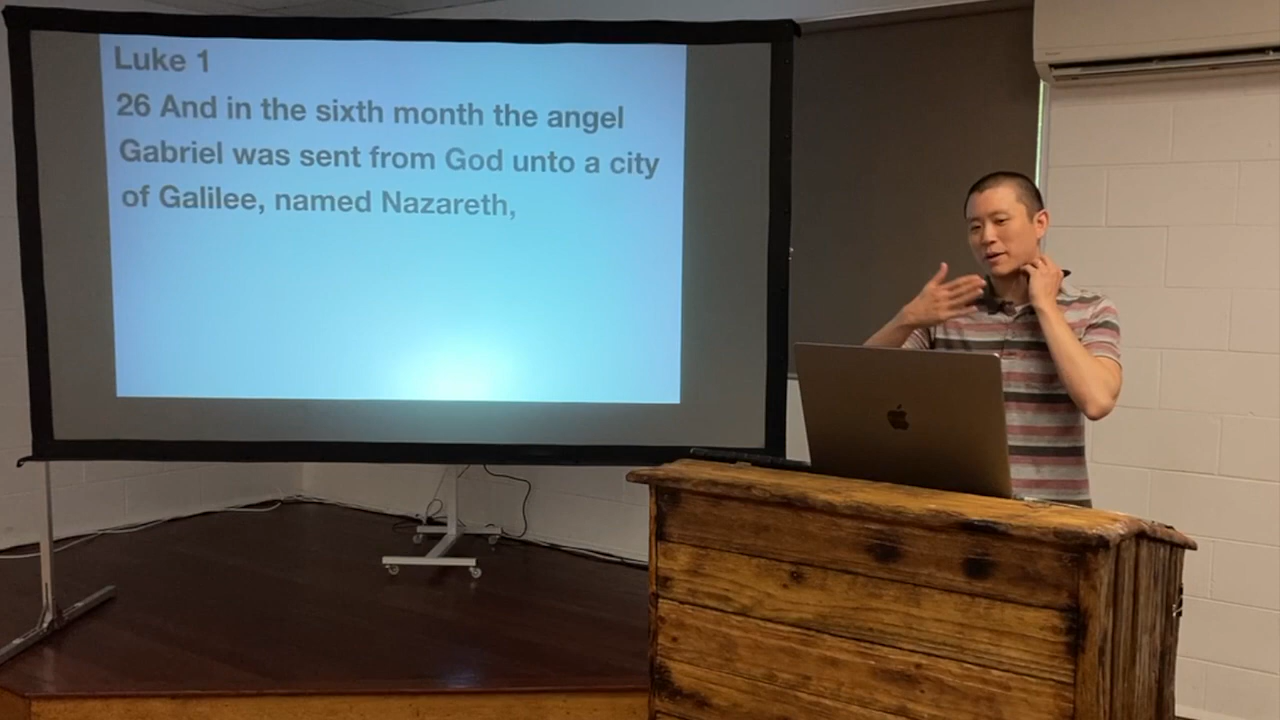 Luke 1
26 And in the sixth month the angel
Gabriel was sent from God unto a city
of Galilee, named Nazareth,